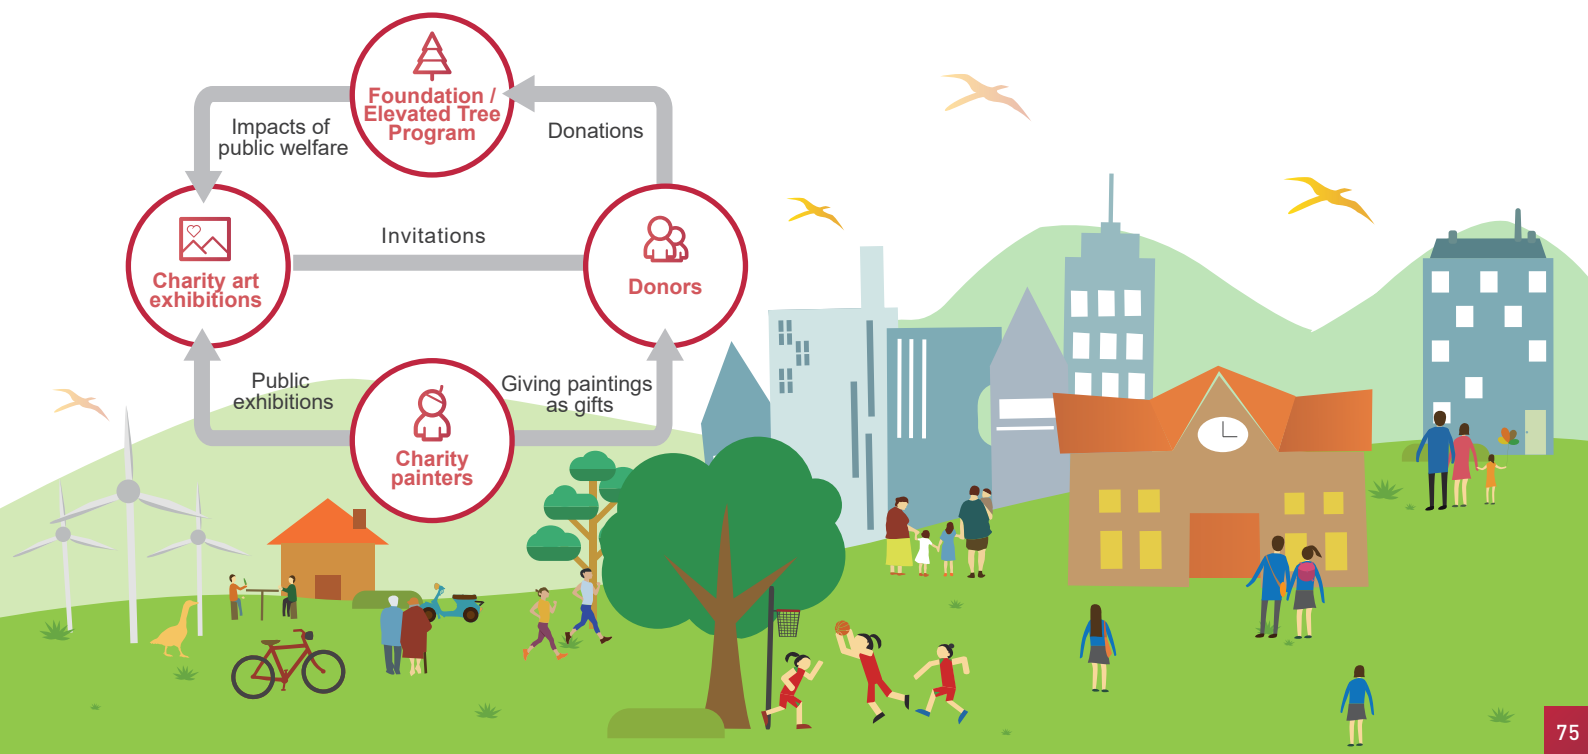 Foundation /
Elevated Tree
Program
Impacts of
public welfare
Donations
Invitations
Charity art
exhibitions
Donors
Public
exhibitions
Giving paintings
as gifts
Charity
painters
75